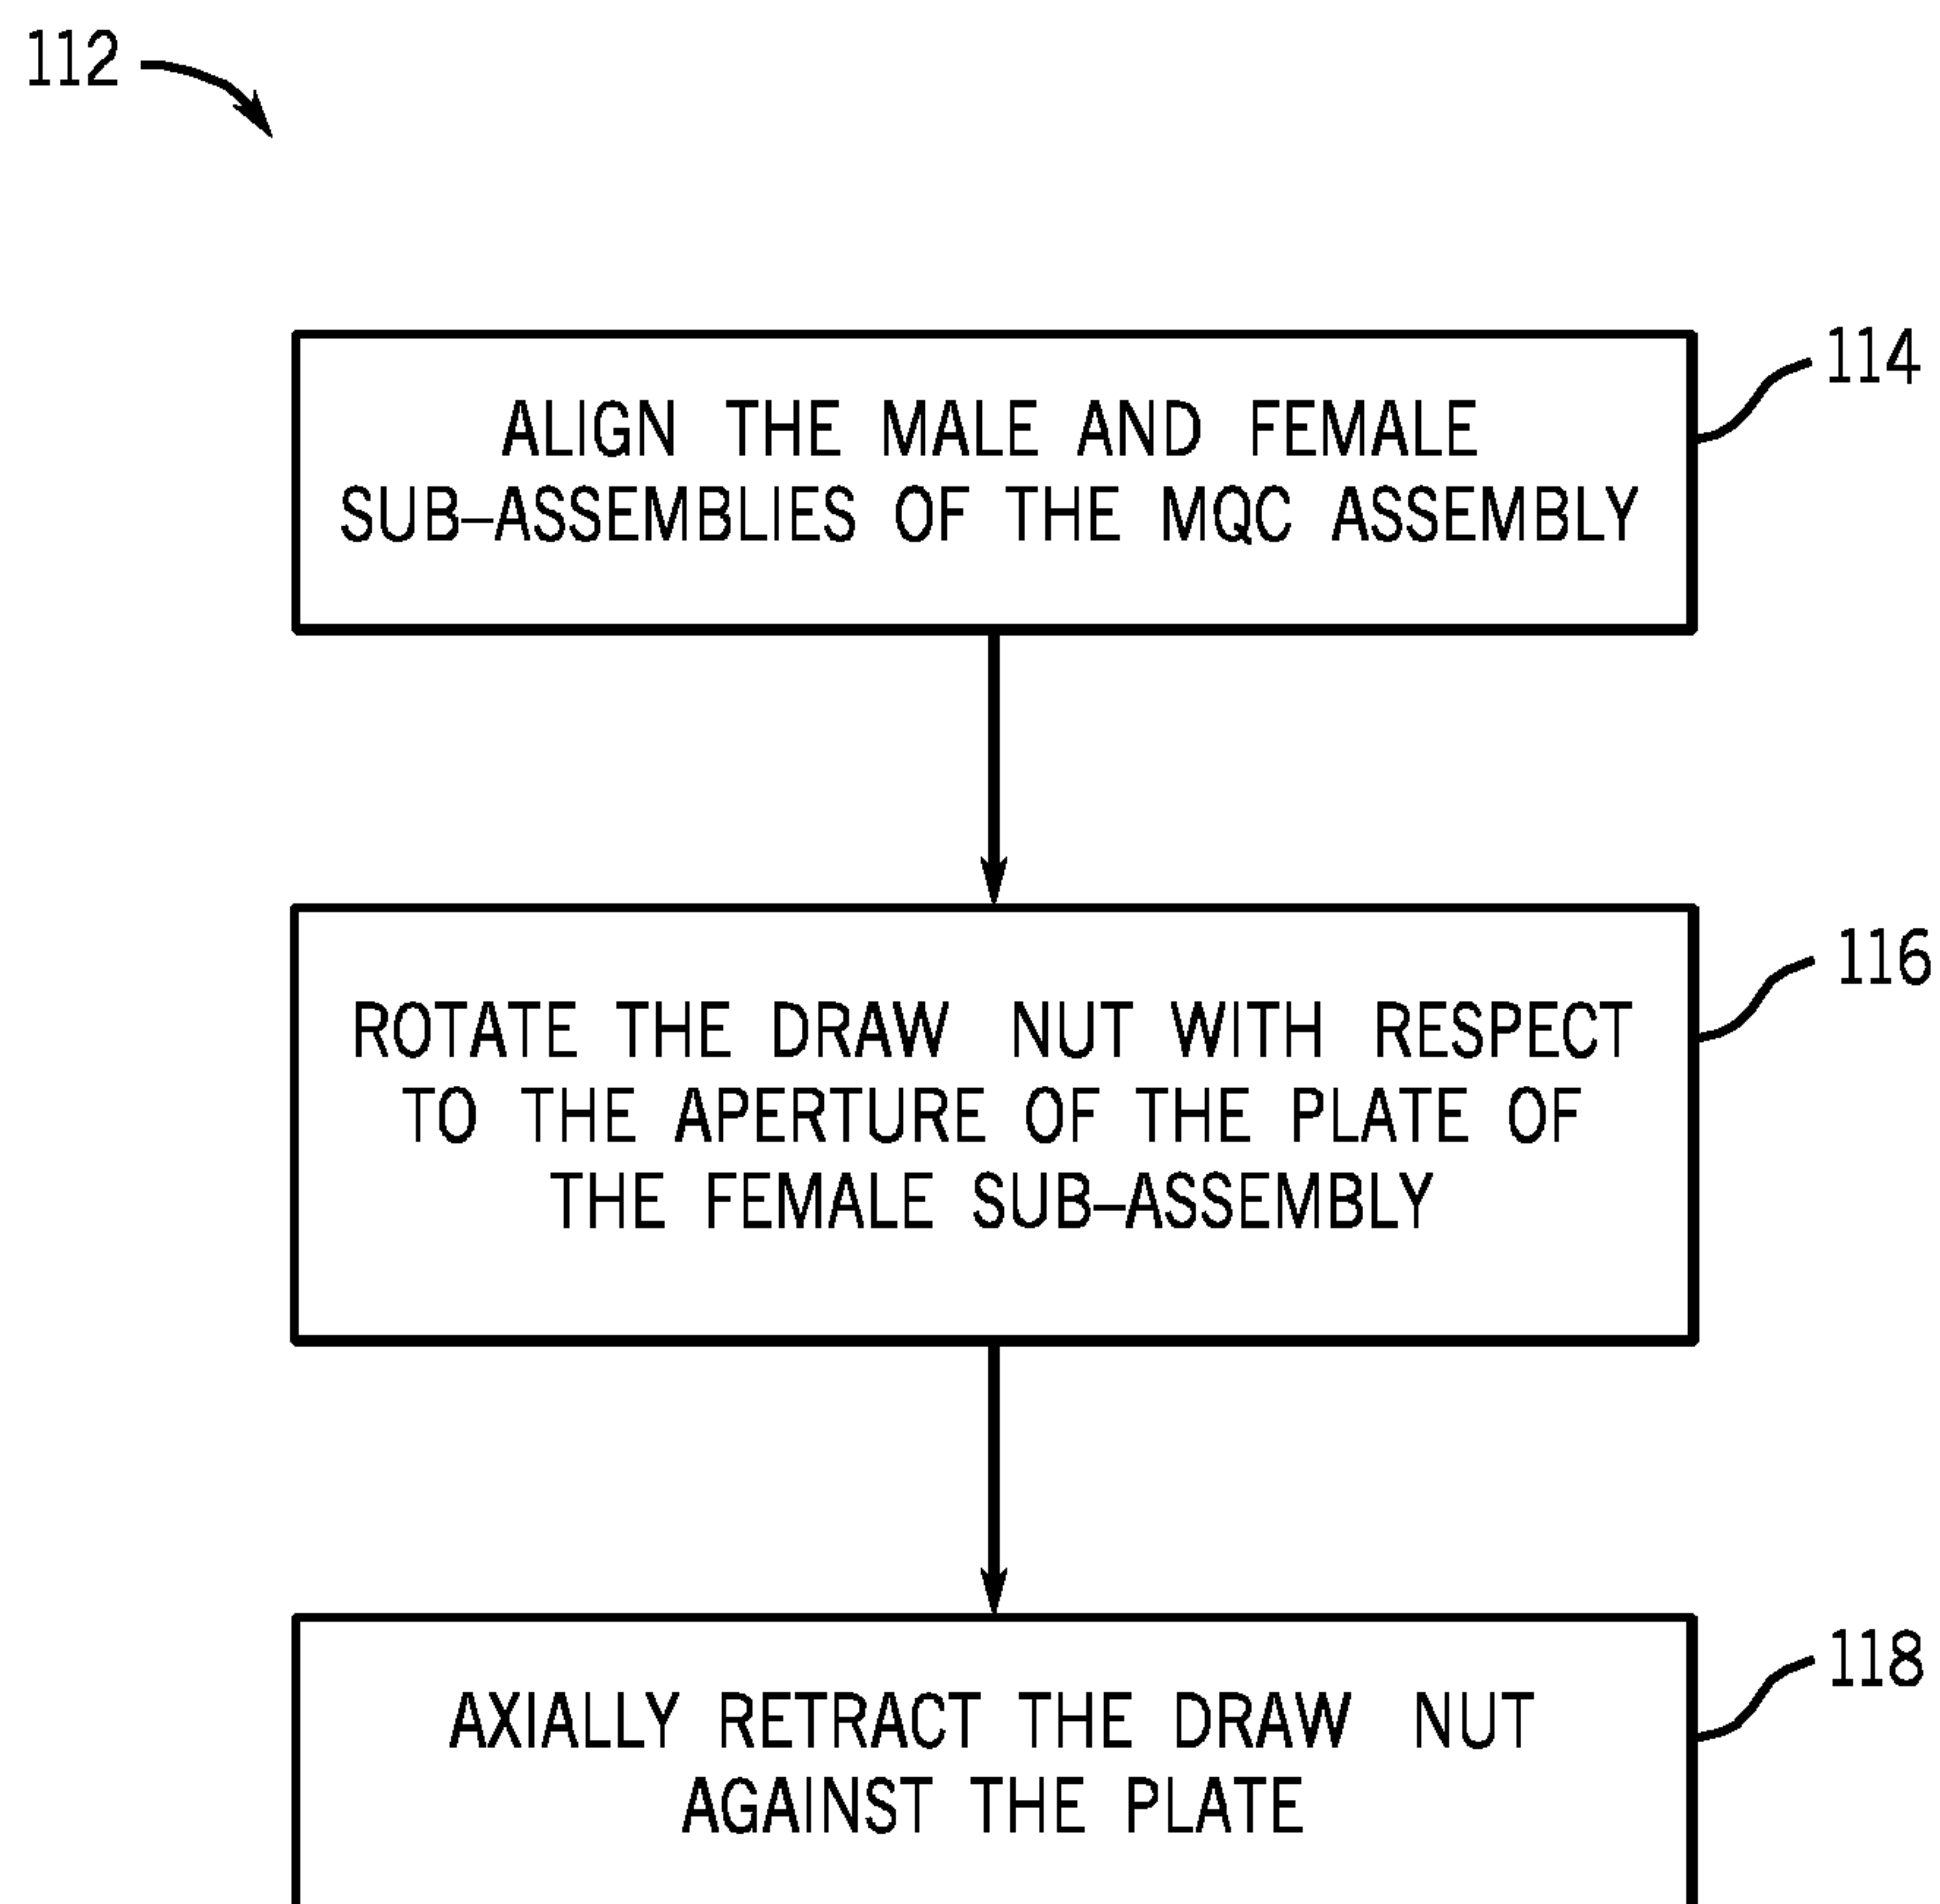 112
114
ALIGN THE MALE AND FEMALE
SUB-ASSEMBLIES OF THE MQC ASSEMBLY
116
ROTATE THE DRAW NUT WITH RESPECT
TO THE APERTURE OF THE PLATE OF
THE FEMALE SUB-ASSEMBLY
118
AXIALLY RETRACT THE DRAW NUT
AGAINST THE PLATE